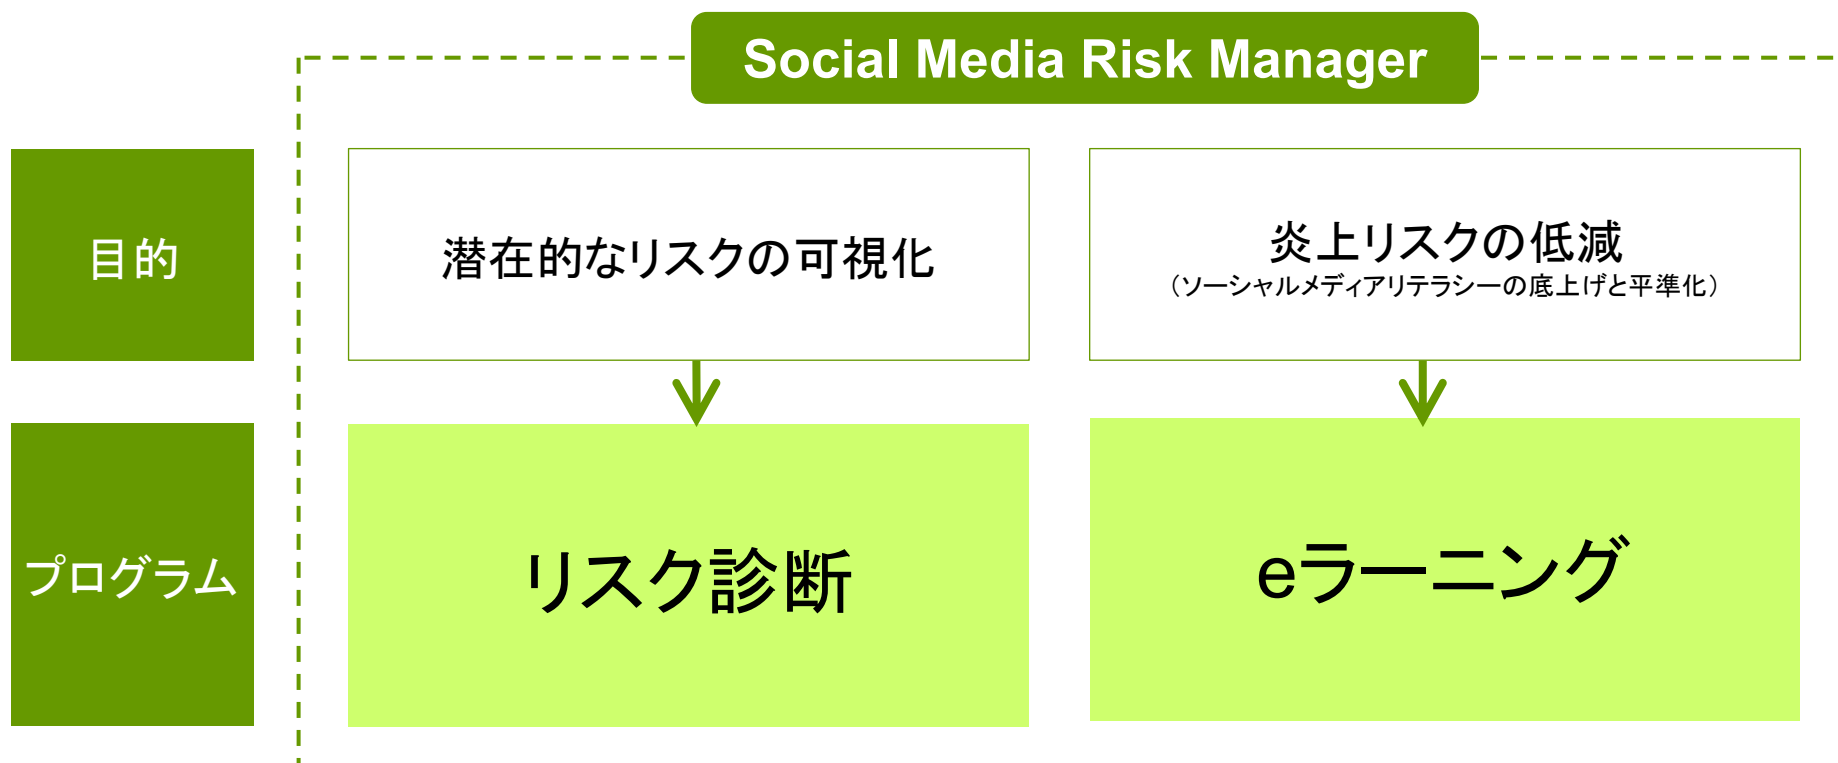 Social Media Risk Manager
目的
潜在的なリスクの可視化
炎上リスクの低減
（ソーシャルメディアリテラシーの底上げと平準化）
プログラム
リスク診断
eラーニング